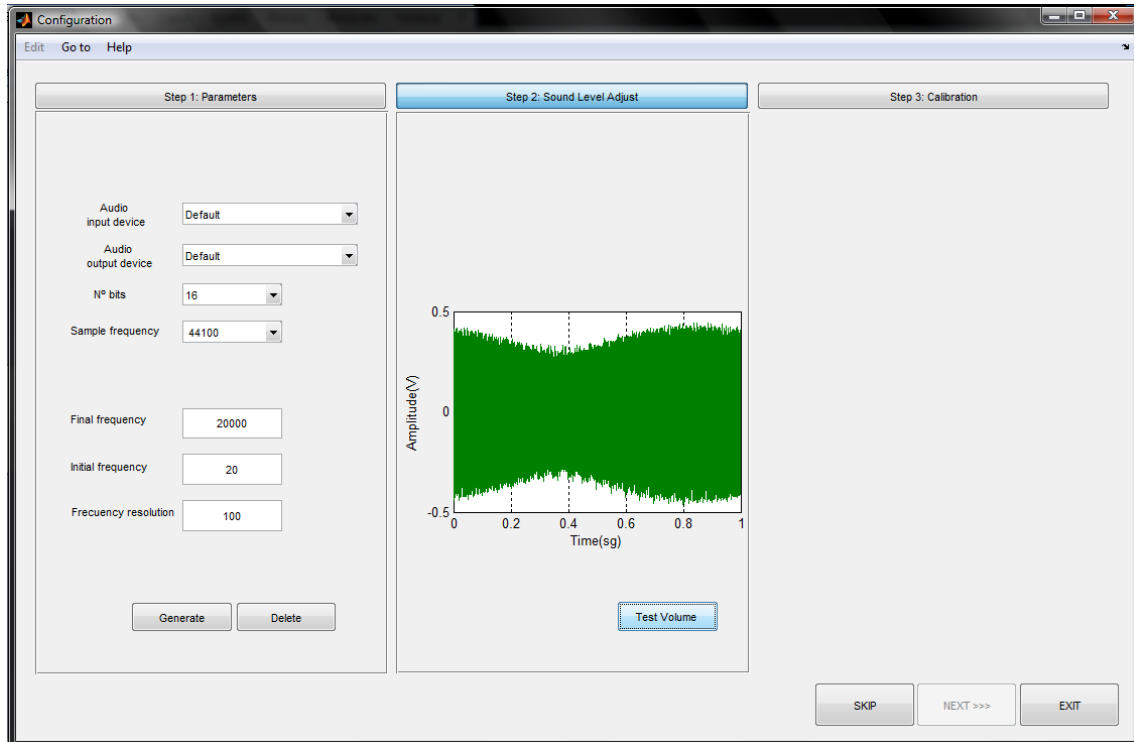 Configuration
Edit Go to Help
Step 1: Parameters
Step 2: Sound Level Adjust
Step 3: Calibration
Audio
input device
Default
Audio
output device
Default
Nº bits
16
Sample frequency
44100
Final frequency
20000
Initial frequency
20
Frecuency resolution
100
Generate
Delete
0.5
0
-0.5
Amplitude(V)
0 0.2 0.4 0.6 0.8 1
Time(sg)
Test Volume
SKIP
NEXT >>>
EXIT